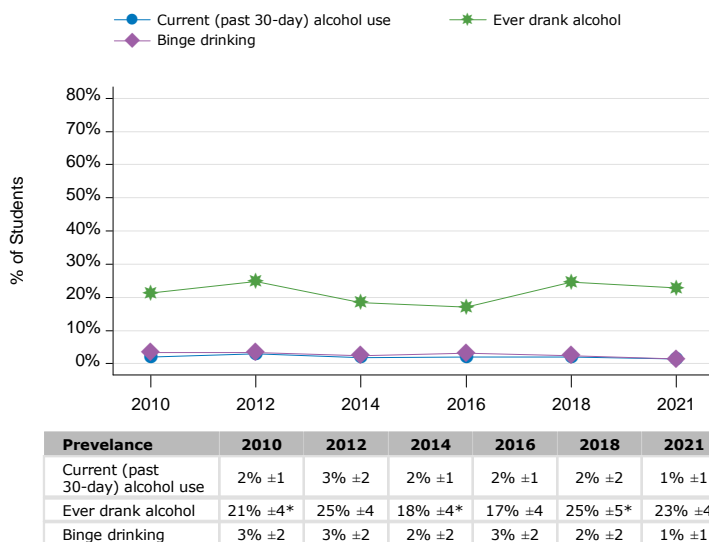 Current (past 30-day) alcohol use
Ever drank alcohol
Binge drinking
% of Students
80%
70%
60%
50%
40%
30%
20%
10%
0%
2010 2012 2014 2016 2018 2021
Prevelance 2010 2012 2014 2016 2018 2021
Current (past
30-day) alcohol use 2% ±1 3% ±2 2% ±1 2% ±1 2% ±2 1% ±1
Ever drank alcohol 21% ±4* 25% ±4 18% ±4* 17% ±4 25% ±5* 23% ±4
Binge drinking 3% ±2 3% ±2 2% ±2 3% ±2 2% ±2 1% ±1